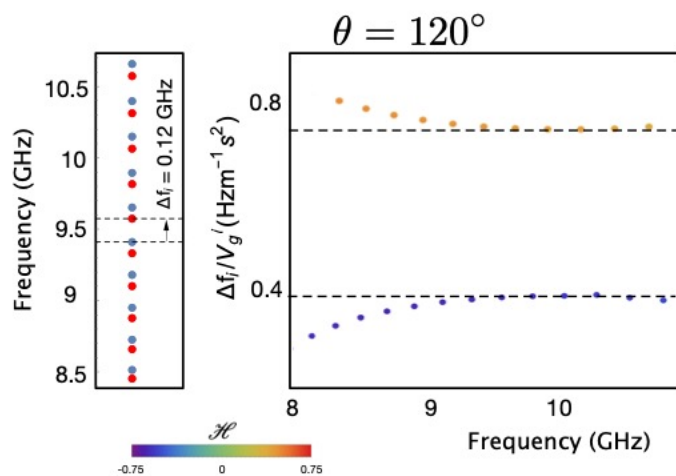 θ = 120°
10.5
10
9.5
9
8.5
Frequency (GHz)
Δf_i = 0.12 GHz
0.8
0.4
Δf_i/V_g^i (Hzm⁻¹ s²)
8
9
10
Frequency (GHz)
ℋ
-0.75
0
0.75